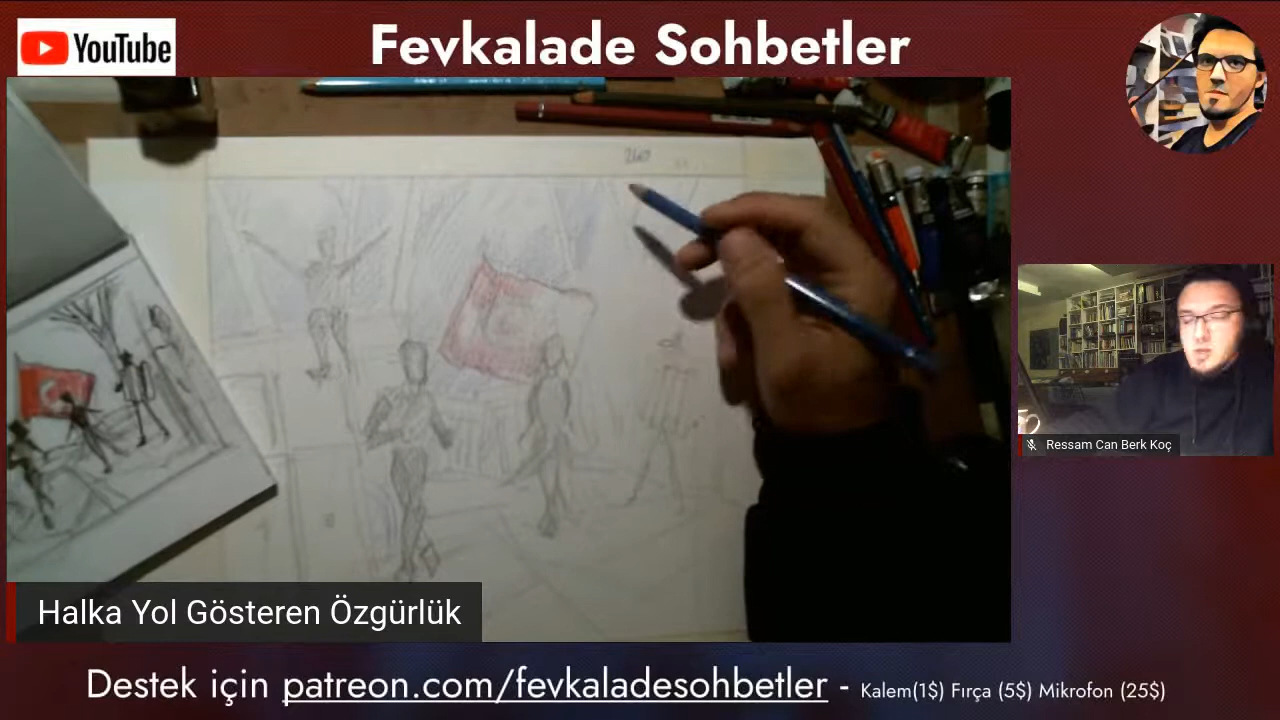 YouTube
Fevkalade Sohbetler
Ressam Can Berk Koç
Halka Yol Gösteren Özgürlük
Destek için patreon.com/fevkaladesohbetler - Kalem(1$) Fırça (5$) Mikrofon (25$)